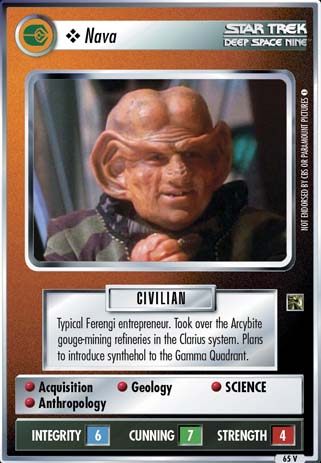 ❖ Nava
STAR TREK
DEEP SPACE NINE
NOT ENDORSED BY CBS OR PARAMOUNT PICTURES
CIVILIAN
Typical Ferengi entrepreneur. Took over the Arcybite
gouge-mining refineries in the Clarius system. Plans
to introduce synthehol to the Gamma Quadrant.
Acquisition
Geology
SCIENCE
Anthropology
INTEGRITY 6 CUNNING 7 STRENGTH 4
65 V